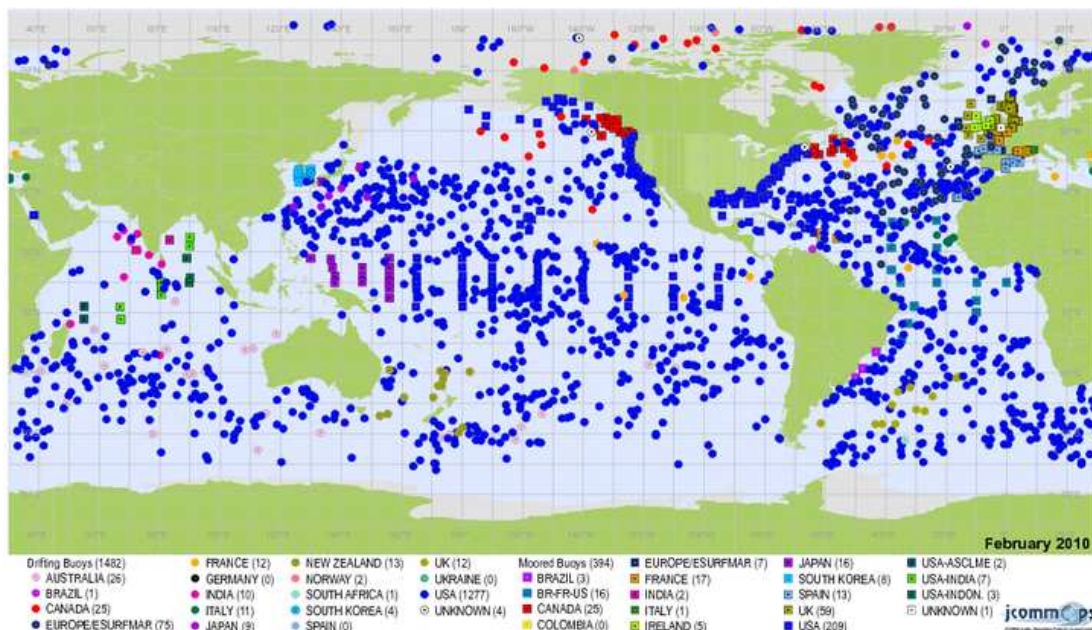 February 2010
Drifting Buoys (1482)
AUSTRALIA (26)
BRAZIL (1)
CANADA (25)
EUROPE/ESURFMAR (75)
FRANCE (12)
GERMANY (0)
INDIA (10)
ITALY (11)
JAPAN (9)
NEW ZEALAND (13)
NORWAY (2)
SOUTH AFRICA (1)
SOUTH KOREA (4)
SPAIN (0)
UK (12)
UKRAINE (0)
USA (1277)
UNKNOWN (4)
Moored Buoys (394)
BRAZIL (3)
BR-FR-US (16)
CANADA (25)
COLOMBIA (0)
EUROPE/ESURFMAR (7)
FRANCE (17)
INDIA (2)
ITALY (1)
IRELAND (5)
JAPAN (16)
SOUTH KOREA (8)
SPAIN (13)
UK (59)
USA (209)
USA-ASCLME (2)
USA-INDIA (7)
USA-INDON. (3)
UNKNOWN (1)
jcommops